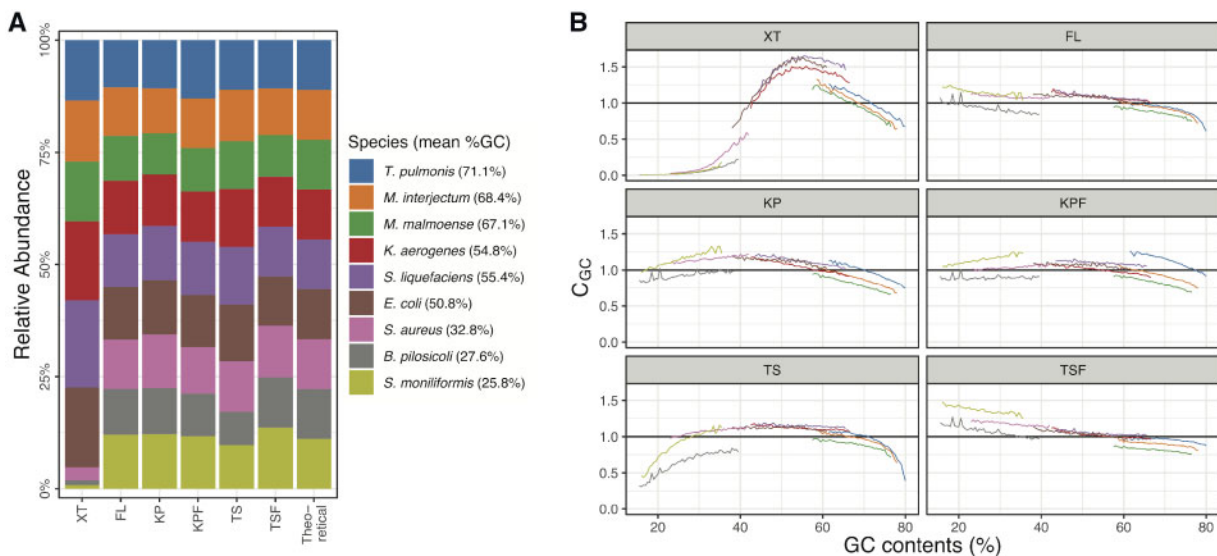 A
Relative Abundance
100%
75%
50%
25%
0%
XT
FL
KP
KPF
TS
TSF
Theo-
retical
Species (mean %GC)
T. pulmonis (71.1%)
M. interjectum (68.4%)
M. malmoense (67.1%)
K. aerogenes (54.8%)
S. liquefaciens (55.4%)
E. coli (50.8%)
S. aureus (32.8%)
B. pilosicoli (27.6%)
S. moniliformis (25.8%)
B
XT
FL
1.5
1.0
0.5
0.0
KP
KPF
1.5
1.0
0.5
0.0
TS
TSF
1.5
1.0
0.5
0.0
CGC
20
40
60
80
20
40
60
80
GC contents (%)